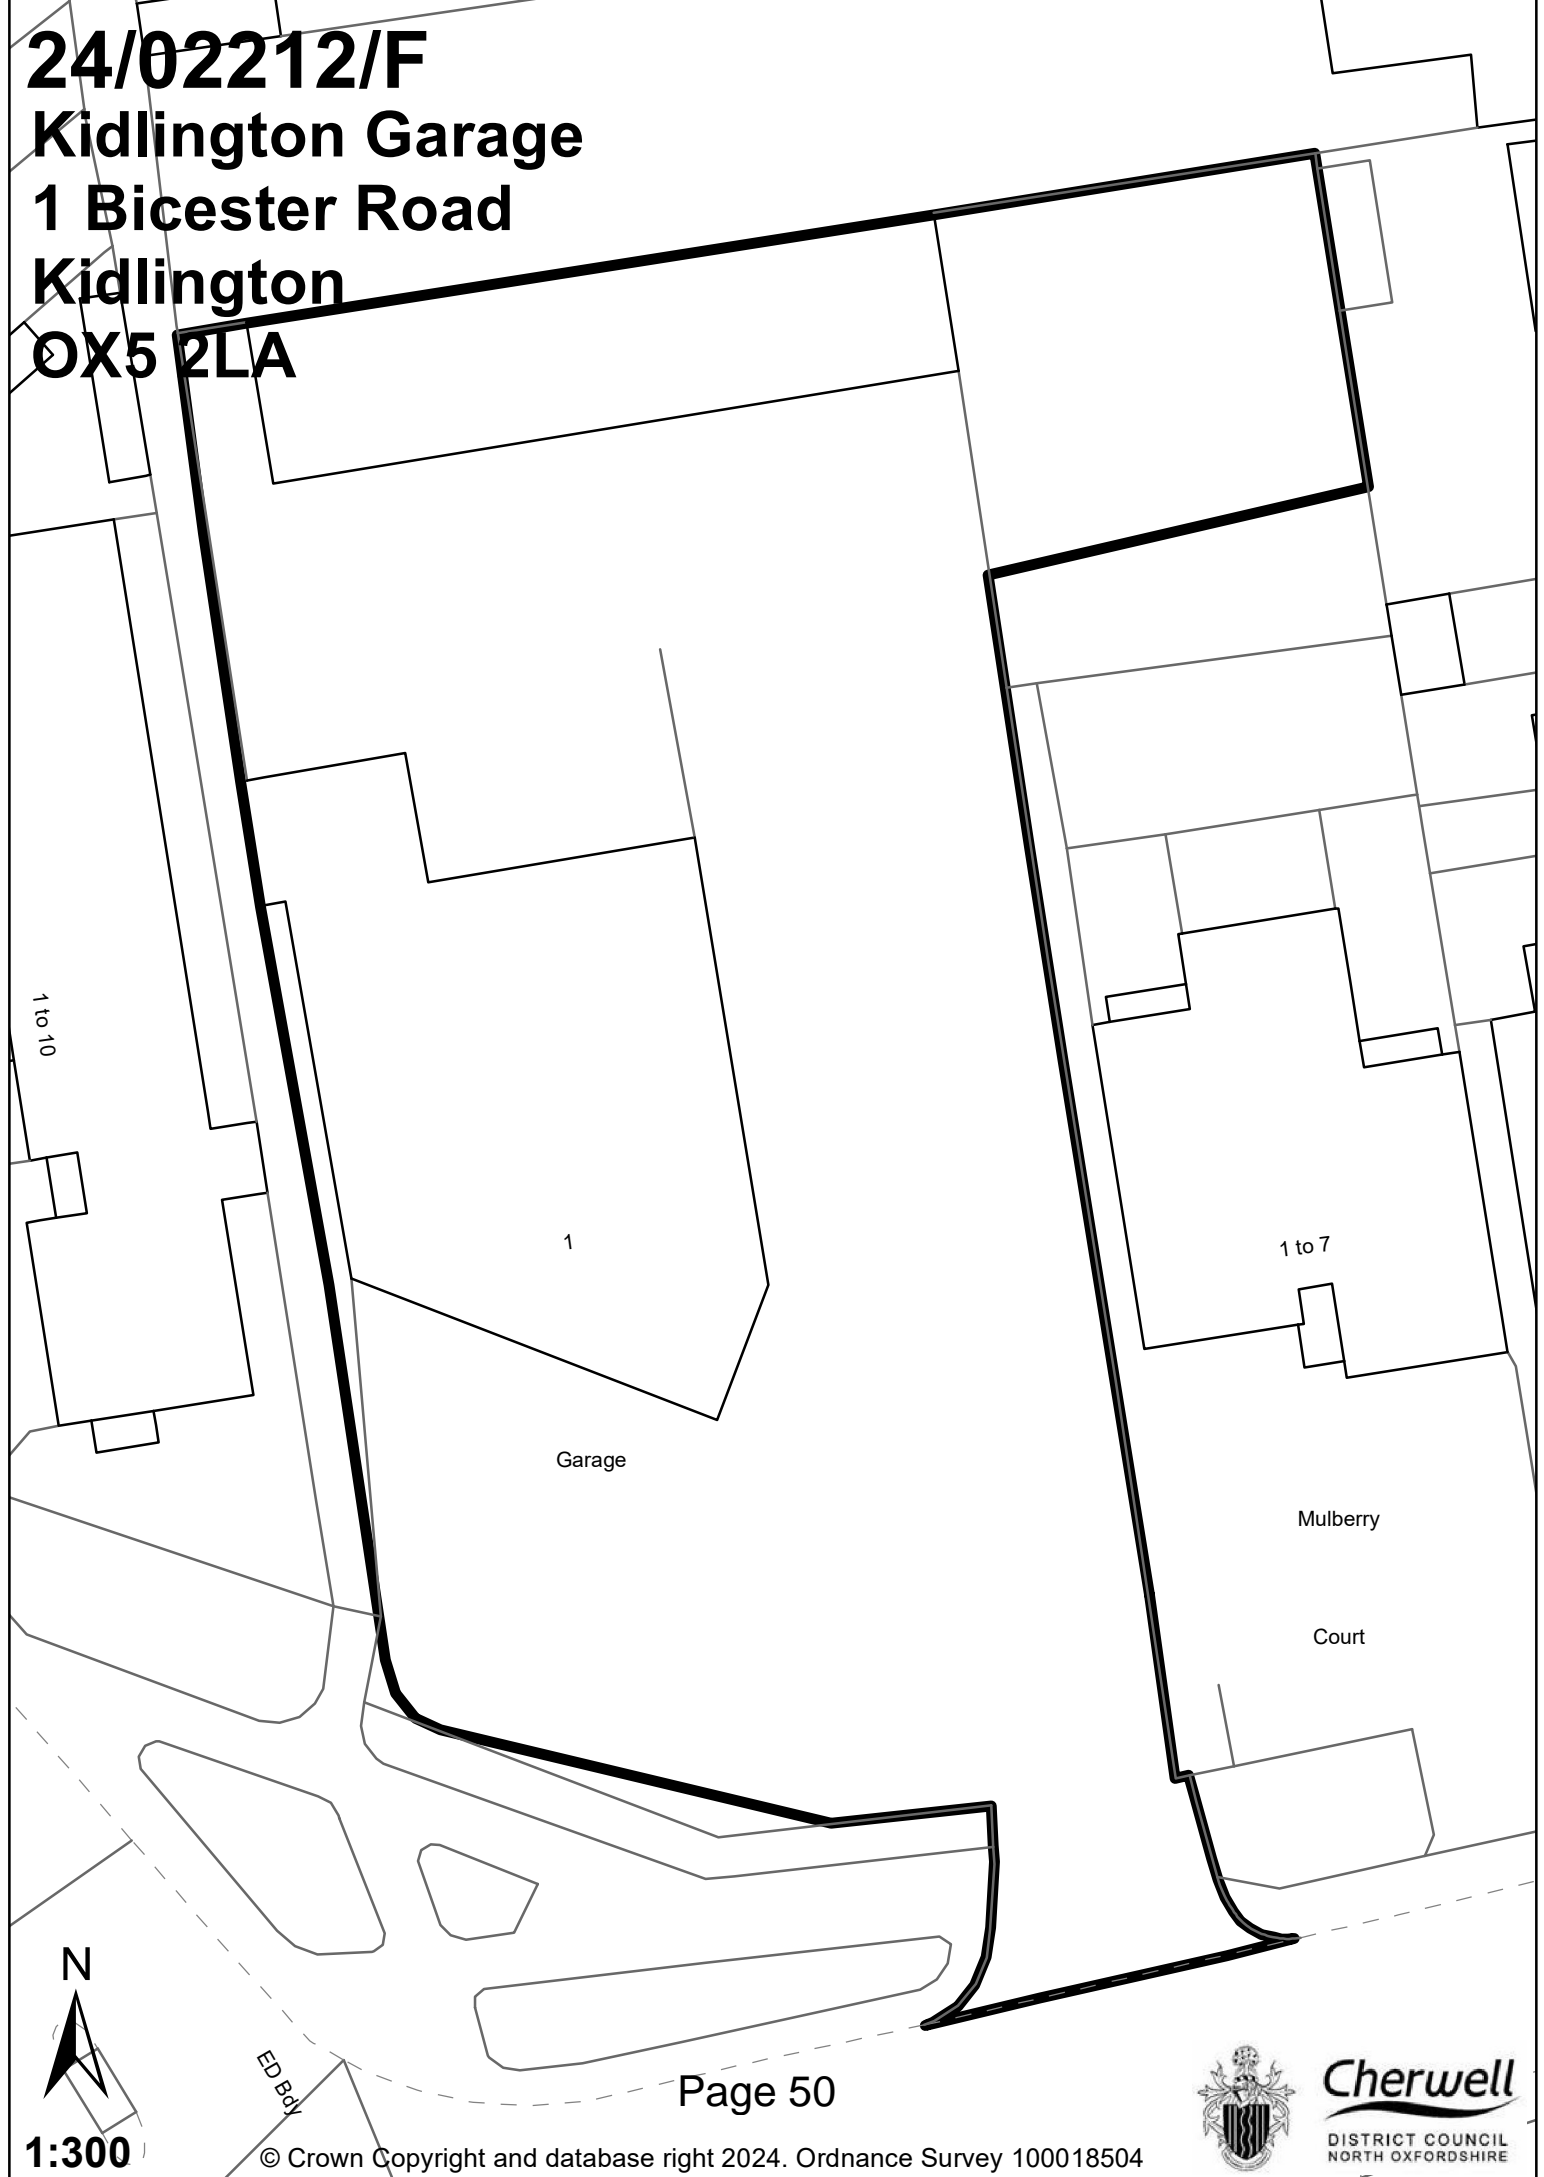 24/02212/F
Kidlington Garage
1 Bicester Road
Kidlington
OX5 2LA
1 to 10
1
1 to 7
Garage
Mulberry
Court
N
ED Bdy
Page 50
1:300
© Crown Copyright and database right 2024. Ordnance Survey 100018504
Cherwell
DISTRICT COUNCIL
NORTH OXFORDSHIRE